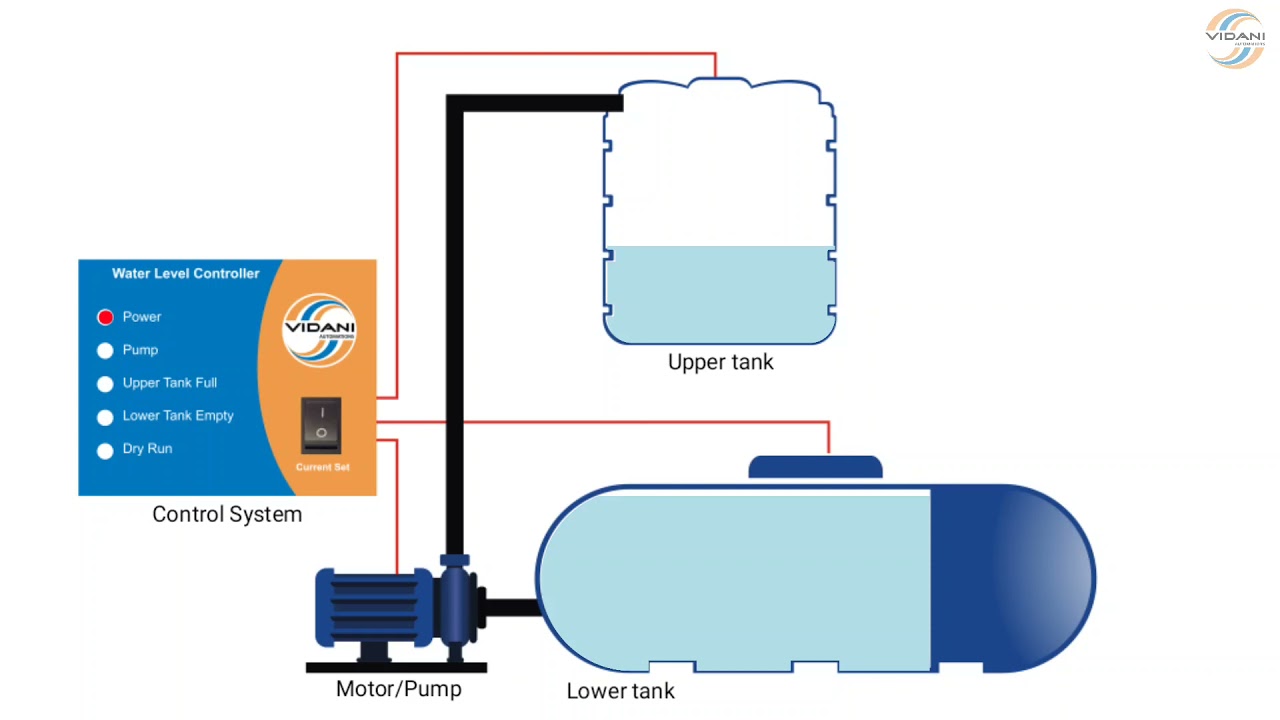 VIDANI
AUTOMATIONS
Water Level Controller
Power
Pump
Upper Tank Full
Lower Tank Empty
Dry Run
VIDANI
AUTOMATIONS
I
O
Current Set
Control System
Upper tank
Motor/Pump
Lower tank